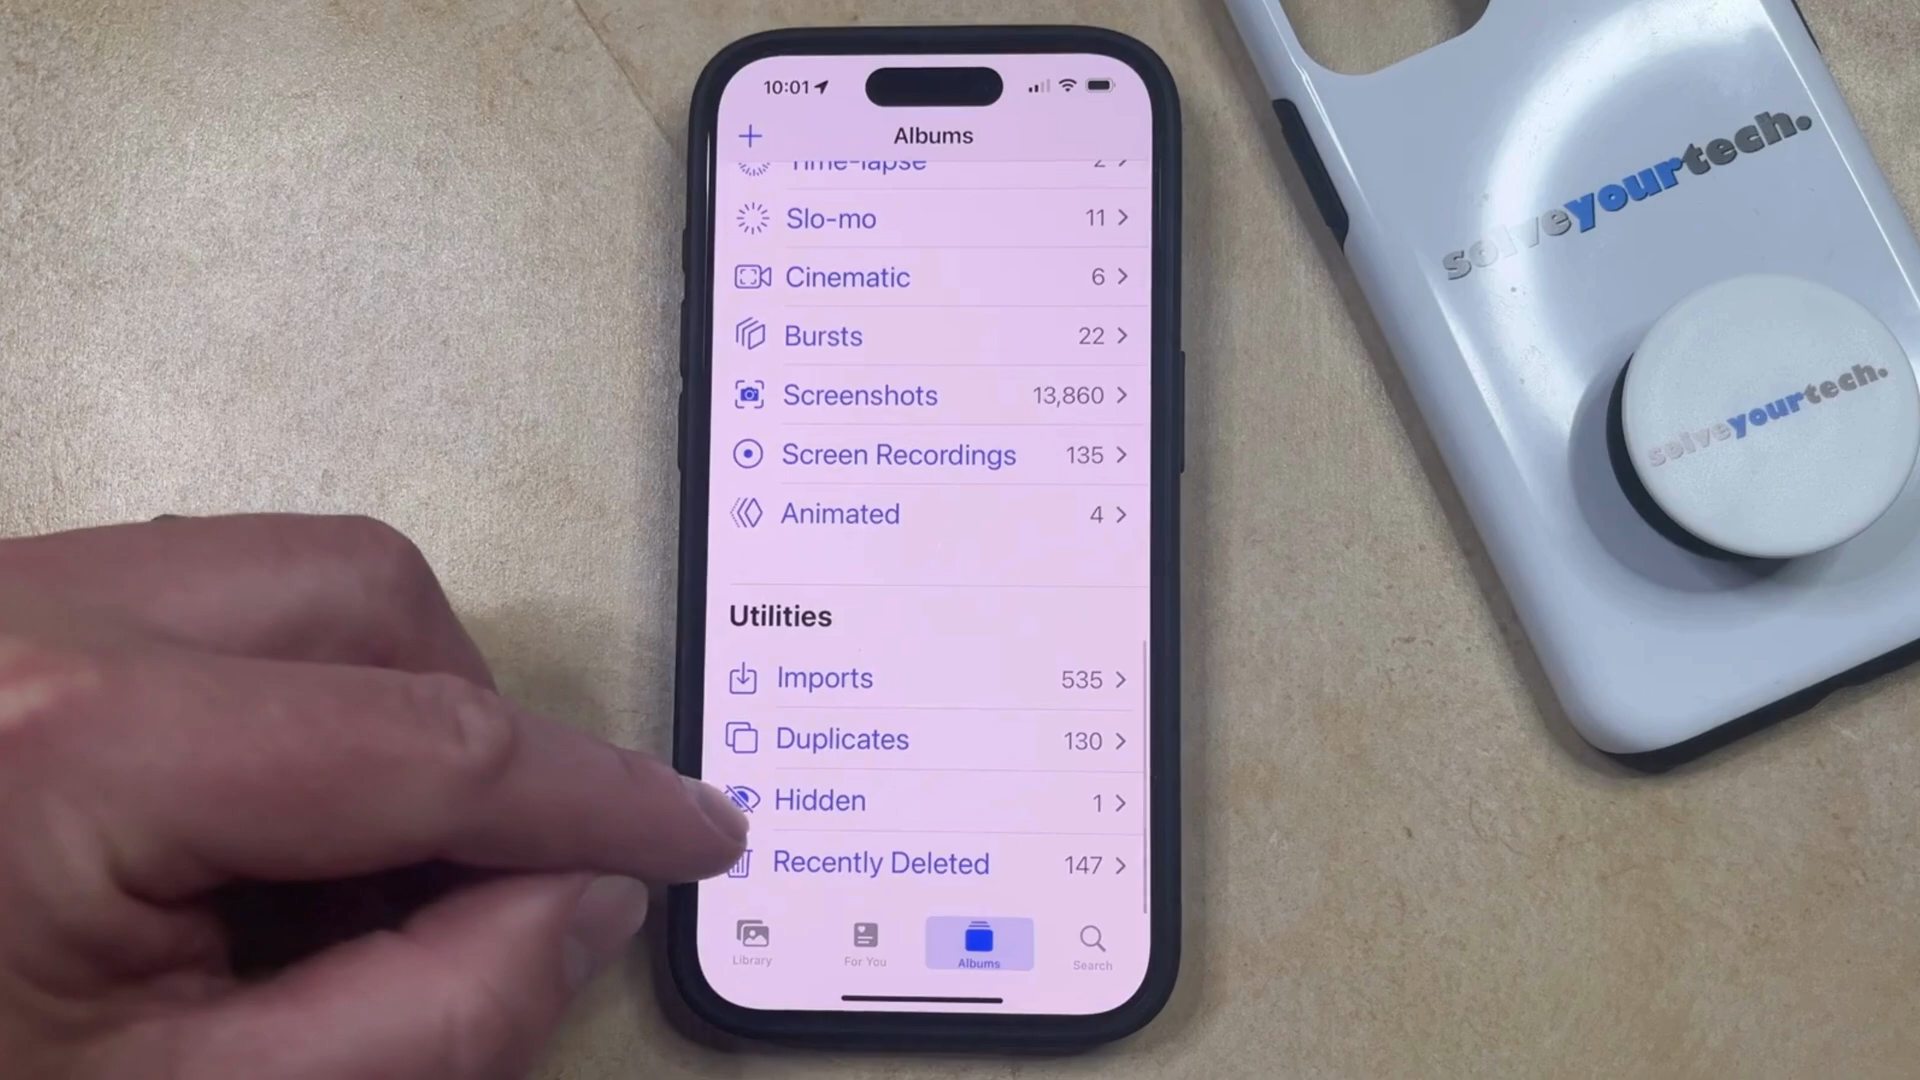 10:01
Albums
Time-lapse 2
Slo-mo 11
Cinematic 6
Bursts 22
Screenshots 13,860
Screen Recordings 135
Animated 4
Utilities
Imports 535
Duplicates 130
Hidden 1
Recently Deleted 147
Library For You Albums Search
solveyourtech.
solveyourtech.